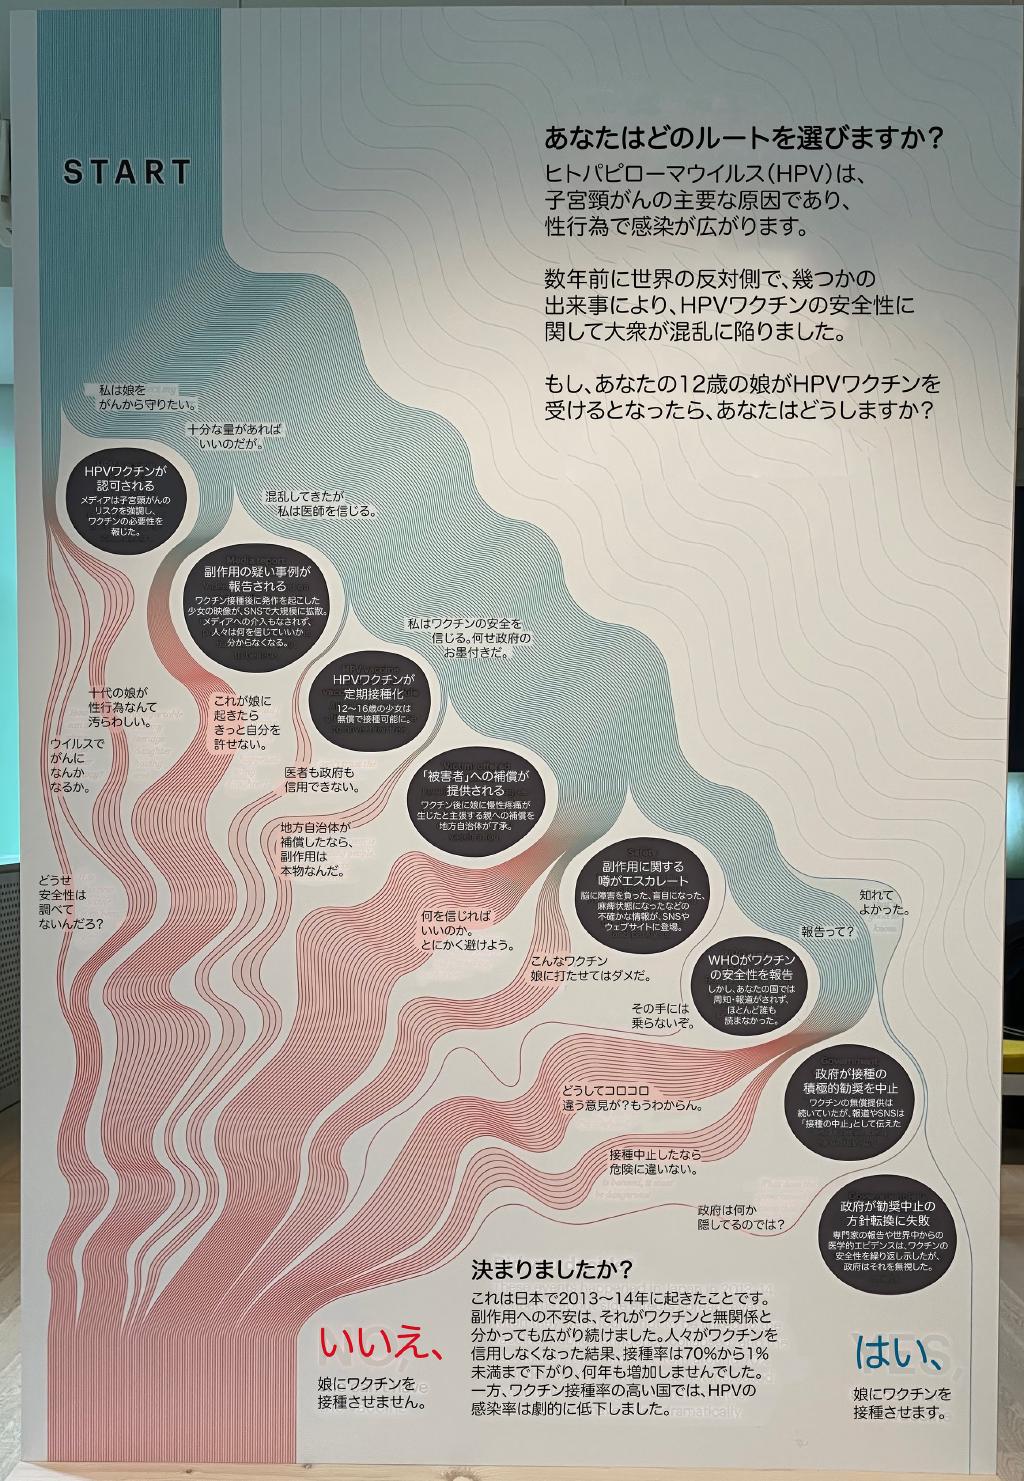 START
あなたはどのルートを選びますか？
ヒトパピローマウイルス（HPV）は、
子宮頸がんの主要な原因であり、
性行為で感染が広がります。
数年前に世界の反対側で、幾つかの
出来事により、HPVワクチンの安全性に
関して大衆が混乱に陥りました。
もし、あなたの12歳の娘がHPVワクチンを
受けるとなったら、あなたはどうしますか？
私は娘を
がんから守りたい。
十分な量があれば
いいのだが。
HPVワクチンが
認可される
メディアは子宮頸がんの
リスクを強調し、
ワクチンの必要性を
報じた。
混乱してきたが
私は医師を信じる。
副作用の疑い事例が
報告される
ワクチン接種後に発作を起こした
少女の映像が、SNSで大規模に拡散。
メディアへの介入もなされず、
人々は何を信じていいか
分からなくなる。
私はワクチンの安全を
信じる。何せ政府の
お墨付きだ。
HPVワクチンが
定期接種化
12〜16歳の少女は
無償で接種可能に。
十代の娘が
性行為なんて
汚らわしい。
これが娘に
起きたら
きっと自分を
許せない。
ウイルスで
がんに
なんか
なるか。
医者も政府も
信用できない。
「被害者」への補償が
提供される
ワクチン後に娘に慢性疼痛が
生じたと主張する親への補償を
地方自治体が了承。
地方自治体が
補償したなら、
副作用は
本物なんだ。
副作用に関する
噂がエスカレート
脳に障害を負った、盲目になった、
麻痺状態になったなどの
不確かな情報が、SNSや
ウェブサイトに登場。
どうせ
安全性は
調べて
ないんだろ？
知れて
よかった。
何を信じれば
いいのか。
とにかく避けよう。
報告って？
こんなワクチン
娘に打たせてはダメだ。
WHOがワクチン
の安全性を報告
しかし、あなたの国では
周知・報道がされず、
ほとんど誰も
読まなかった。
その手には
乗らないぞ。
政府が接種の
積極的勧奨を中止
ワクチンの無償提供は
続いていたが、報道やSNSは
「接種の中止」として伝えた
どうしてコロコロ
違う意見が？もうわからん。
接種中止したなら
危険に違いない。
政府は何か
隠してるのでは？
政府が勧奨中止の
方針転換に失敗
専門家の報告や世界中からの
医学的エビデンスは、ワクチンの
安全性を繰り返し示したが、
政府はそれを無視した。
決まりましたか？
これは日本で2013〜14年に起きたことです。
副作用への不安は、それがワクチンと無関係と
分かっても広がり続けました。人々がワクチンを
信用しなくなった結果、接種率は70%から1%
未満まで下がり、何年も増加しませんでした。
一方、ワクチン接種率の高い国では、HPVの
感染率は劇的に低下しました。
いいえ、
娘にワクチンを
接種させません。
はい、
娘にワクチンを
接種させます。